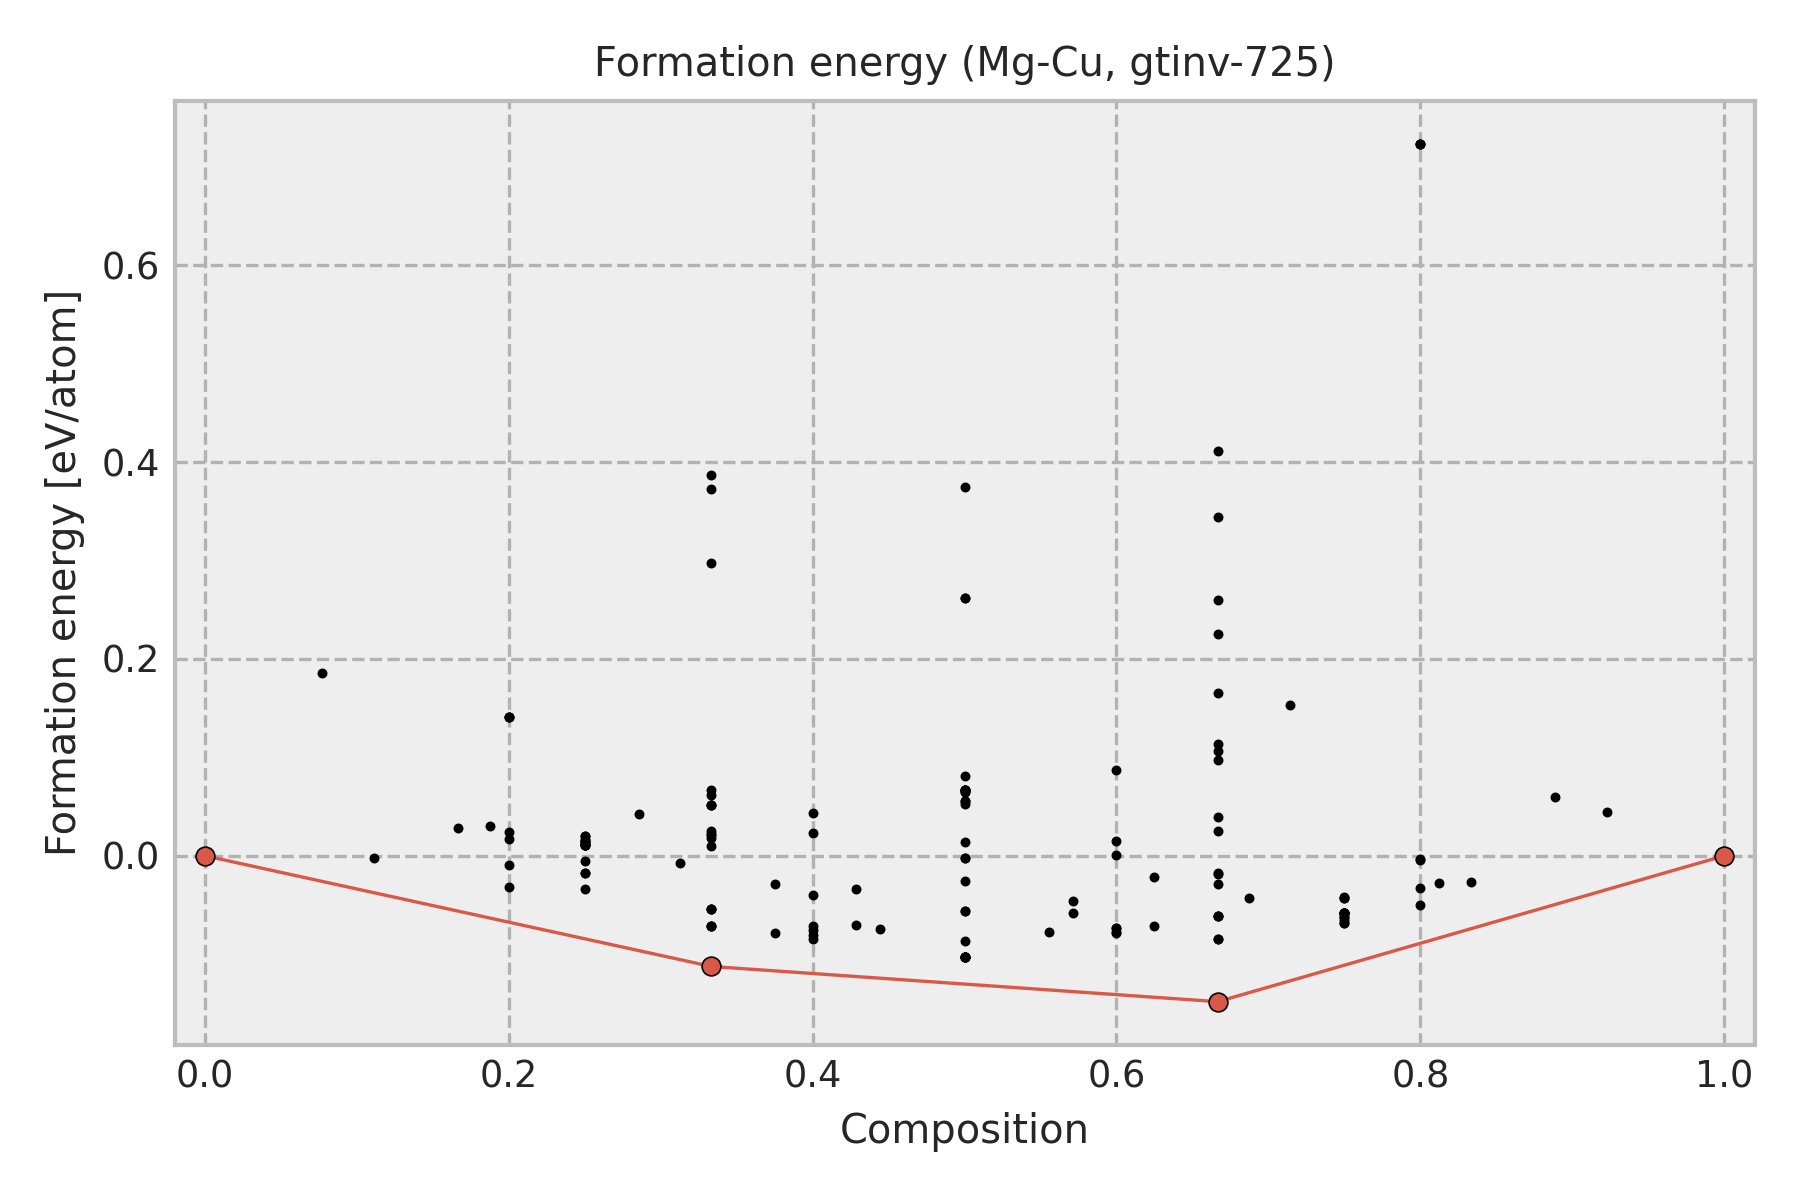 Formation energy (Mg-Cu, gtinv-725)
Formation energy [eV/atom]
0.6
0.4
0.2
0.0
0.0 0.2 0.4 0.6 0.8 1.0
Composition